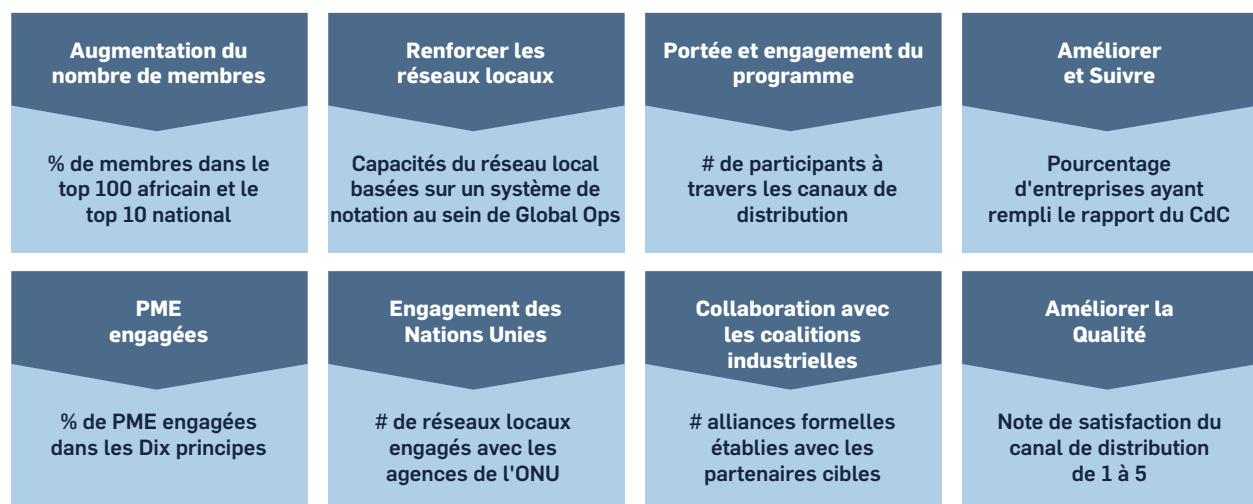 Augmentation du
nombre de membres
% de membres dans le
top 100 africain et le
top 10 national
Renforcer les
réseaux locaux
Capacités du réseau local
basées sur un système de
notation au sein de Global Ops
Portée et engagement du
programme
# de participants à
travers les canaux de
distribution
Améliorer
et Suivre
Pourcentage
d'entreprises ayant
rempli le rapport du CdC
PME
engagées
% de PME engagées
dans les Dix principes
Engagement des
Nations Unies
# de réseaux locaux
engagés avec les
agences de l'ONU
Collaboration avec
les coalitions
industrielles
# alliances formelles
établies avec les
partenaires cibles
Améliorer la
Qualité
Note de satisfaction du
canal de distribution
de 1 à 5